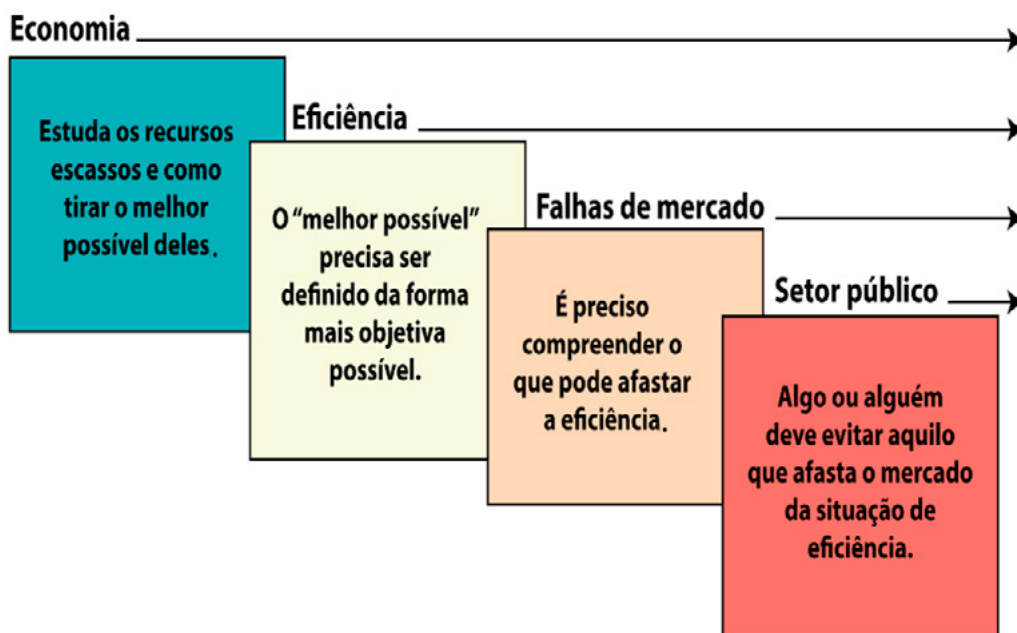 Economia
Estuda os recursos
escassos e como
tirar o melhor
possível deles.
Eficiência
O “melhor possível”
precisa ser
definido da forma
mais objetiva
possível.
Falhas de mercado
É preciso
compreender o
que pode afastar
a eficiência.
Setor público
Algo ou alguém
deve evitar aquilo
que afasta o mercado
da situação de
eficiência.